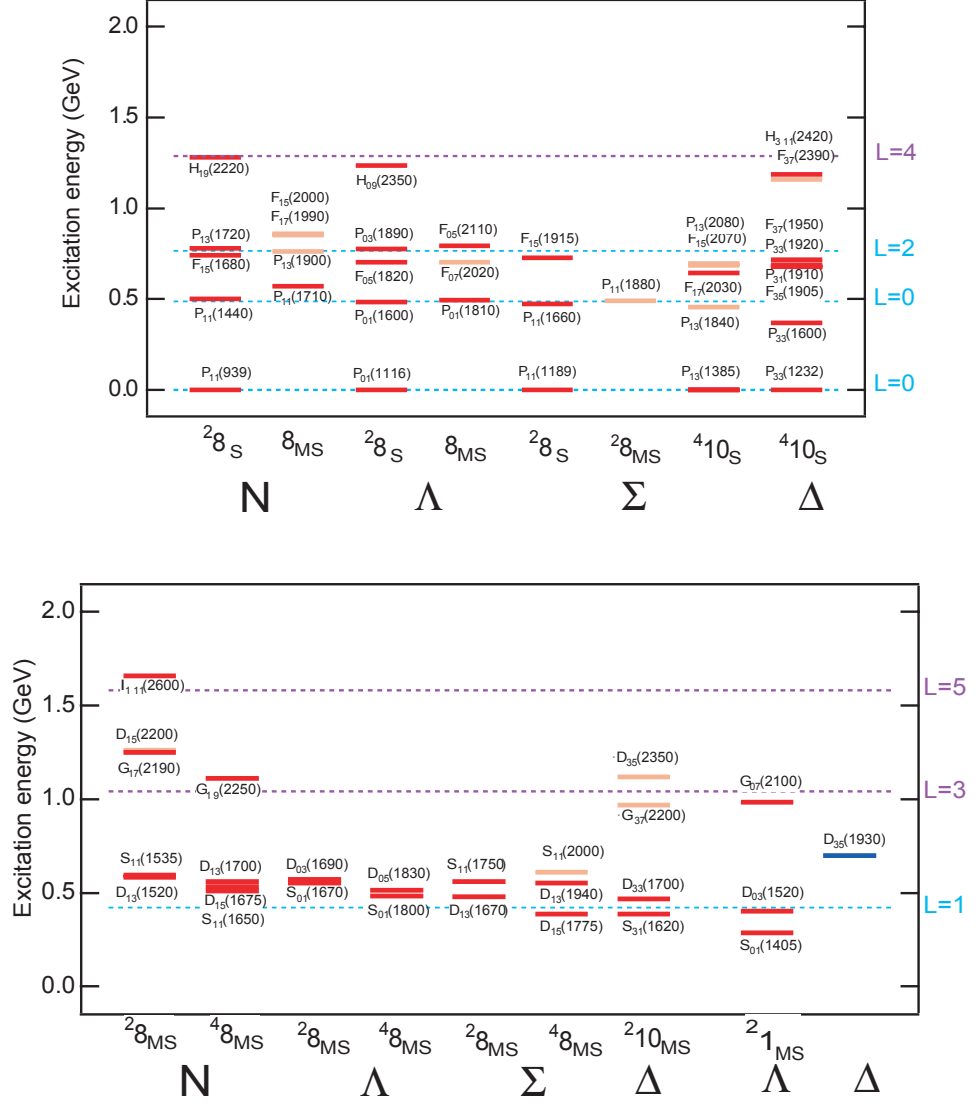 2.0
1.5
1.0
0.5
0.0
Excitation energy (GeV)
H₁₉(2220)
P₁₃(1720)
F₁₅(1680)
P₁₁(1440)
P₁₁(939)
F₁₅(2000)
F₁₇(1990)
P₁₃(1900)
P₁₁(1710)
H₀₉(2350)
P₀₃(1890)
F₀₅(1820)
P₀₁(1600)
P₀₁(1116)
F₀₅(2110)
F₀₇(2020)
P₀₁(1810)
F₁₅(1915)
P₁₁(1660)
P₁₁(1189)
P₁₁(1880)
P₁₃(2080)
F₁₅(2070)
F₁₇(2030)
P₁₃(1840)
P₁₃(1385)
H₃ ₁₁(2420)
F₃₇(2390)
F₃₇(1950)
P₃₃(1920)
P₃₁(1910)
F₃₅(1905)
P₃₃(1600)
P₃₃(1232)
L=4
L=2
L=0
L=0
²8 S 8MS ²8 S 8MS ²8 S ²8MS ⁴10S ⁴10S
N Λ Σ Δ
2.0
1.5
1.0
0.5
0.0
Excitation energy (GeV)
I₁ ₁₁(2600)
D₁₅(2200)
G₁₇(2190)
S₁₁(1535)
D₁₃(1520)
G₁₉(2250)
D₁₃(1700)
D₁₅(1675)
S₁₁(1650)
D₀₃(1690)
S₀₁(1670)
D₀₅(1830)
S₀₁(1800)
S₁₁(1750)
D₁₃(1670)
S₁₁(2000)
D₁₃(1940)
D₁₅(1775)
D₃₅(2350)
G₃₇(2200)
D₃₃(1700)
S₃₁(1620)
G₀₇(2100)
D₀₃(1520)
S₀₁(1405)
D₃₅(1930)
L=5
L=3
L=1
²8MS ⁴8MS ²8MS ⁴8MS ²8MS ⁴8MS ²10MS ²1MS
N Λ Σ Δ Λ Δ